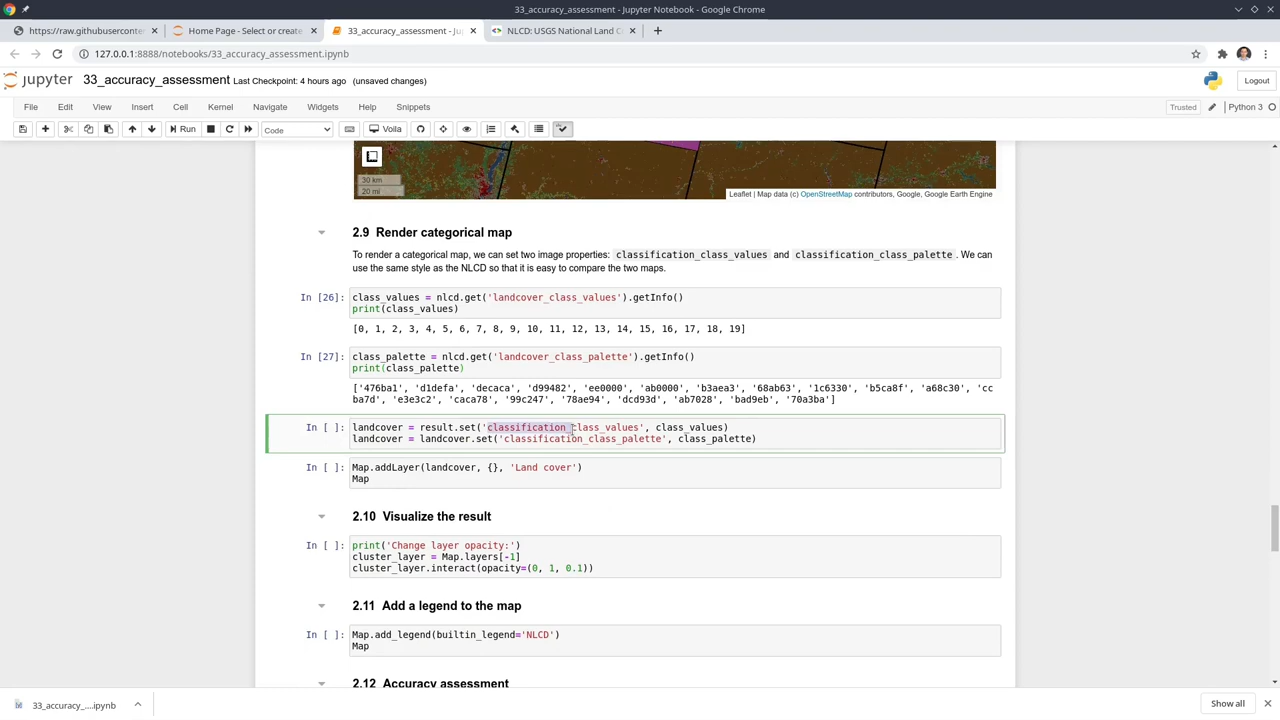 33_accuracy_assessment - Jupyter Notebook - Google Chrome
https://raw.githubuserconte
Home Page - Select or create
33_accuracy_assessment - Ju
NLCD: USGS National Land C
127.0.0.1:8888/notebooks/33_accuracy_assessment.ipynb
jupyter 33_accuracy_assessment Last Checkpoint: 4 hours ago (unsaved changes)
Logout
File Edit View Insert Cell Kernel Navigate Widgets Help Snippets
Trusted
Python 3
Run
Code
Voila
30 km
20 mi
Leaflet | Map data (c) OpenStreetMap contributors, Google, Google Earth Engine
2.9 Render categorical map
To render a categorical map, we can set two image properties: classification_class_values and classification_class_palette. We can
use the same style as the NLCD so that it is easy to compare the two maps.
In [26]: class_values = nlcd.get('landcover_class_values').getInfo()
print(class_values)
[0, 1, 2, 3, 4, 5, 6, 7, 8, 9, 10, 11, 12, 13, 14, 15, 16, 17, 18, 19]
In [27]: class_palette = nlcd.get('landcover_class_palette').getInfo()
print(class_palette)
['476ba1', 'd1defa', 'decaca', 'd99482', 'ee0000', 'ab0000', 'b3aea3', '68ab63', '1c6330', 'b5ca8f', 'a68c30', 'cc
ba7d', 'e3e3c2', 'caca78', '99c247', '78ae94', 'dcd93d', 'ab7028', 'bad9eb', '70a3ba']
In [ ]: landcover = result.set('classification_class_values', class_values)
landcover = landcover.set('classification_class_palette', class_palette)
In [ ]: Map.addLayer(landcover, {}, 'Land cover')
Map
2.10 Visualize the result
In [ ]: print('Change layer opacity:')
cluster_layer = Map.layers[-1]
cluster_layer.interact(opacity=(0, 1, 0.1))
2.11 Add a legend to the map
In [ ]: Map.add_legend(builtin_legend='NLCD')
Map
2.12 Accuracy assessment
33_accuracy_....ipynb
Show all